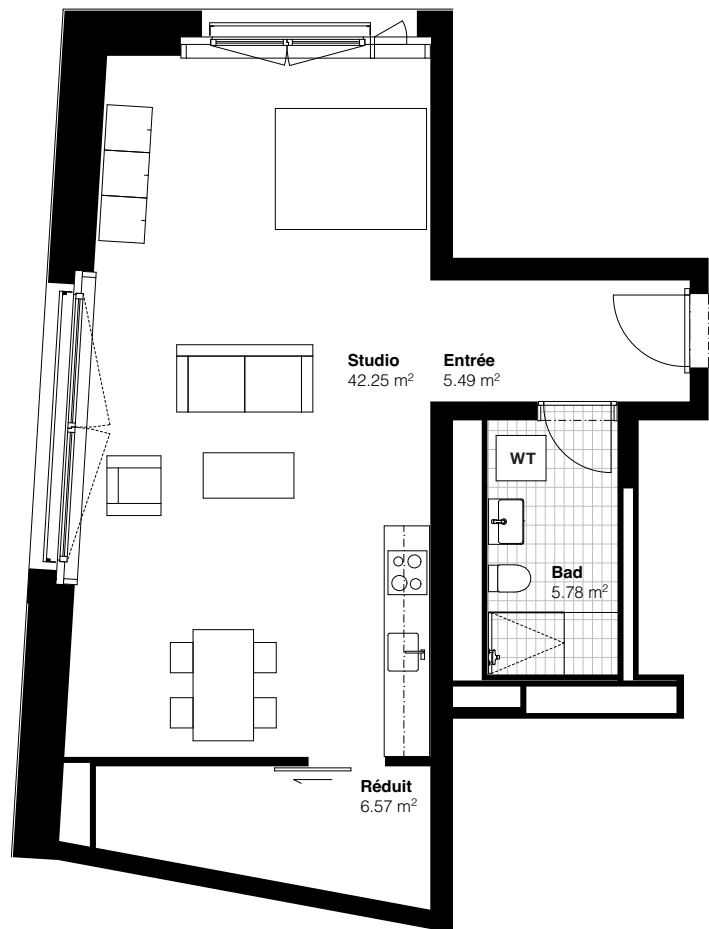 Studio
42.25 m²
Entrée
5.49 m²
WT
Bad
5.78 m²
Réduit
6.57 m²